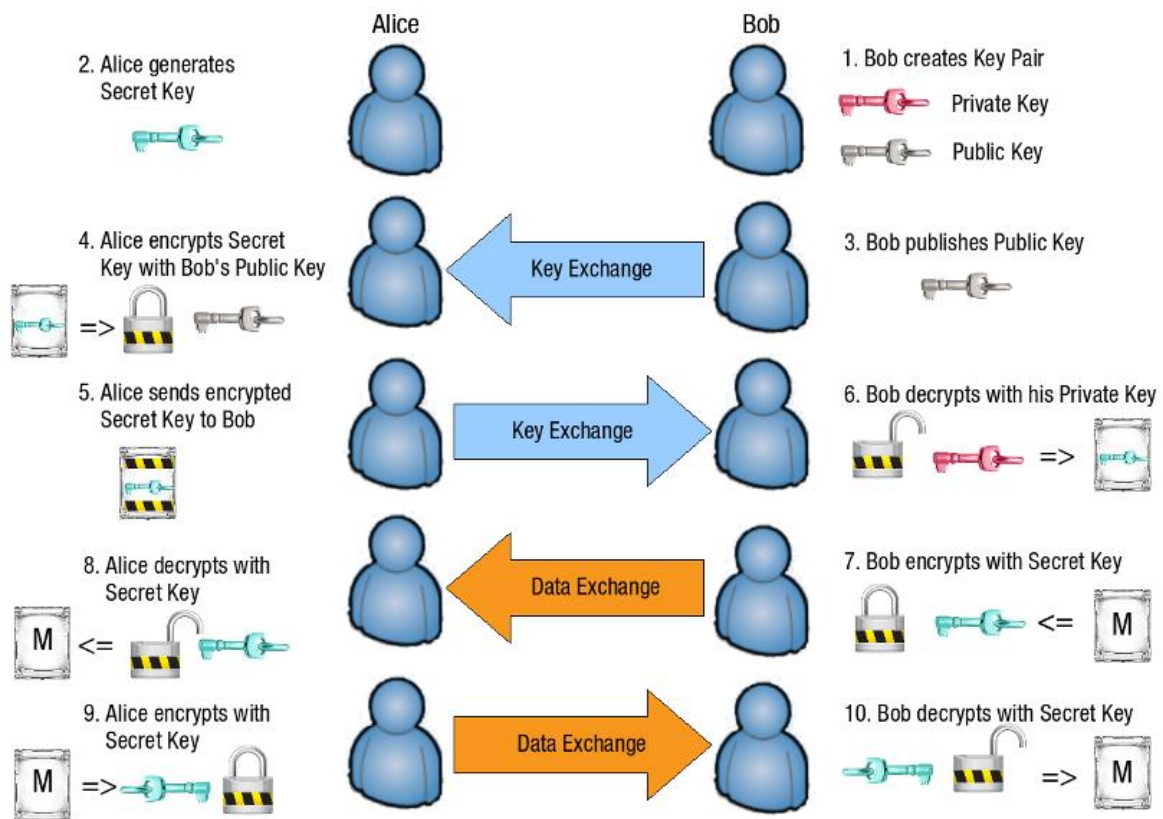 Alice
Bob
2. Alice generates
Secret Key
1. Bob creates Key Pair
Private Key
Public Key
4. Alice encrypts Secret
Key with Bob's Public Key
=>
Key Exchange
3. Bob publishes Public Key
5. Alice sends encrypted
Secret Key to Bob
Key Exchange
6. Bob decrypts with his Private Key
=>
8. Alice decrypts with
Secret Key
M <=
Data Exchange
7. Bob encrypts with Secret Key
<= M
9. Alice encrypts with
Secret Key
M =>
Data Exchange
10. Bob decrypts with Secret Key
=> M